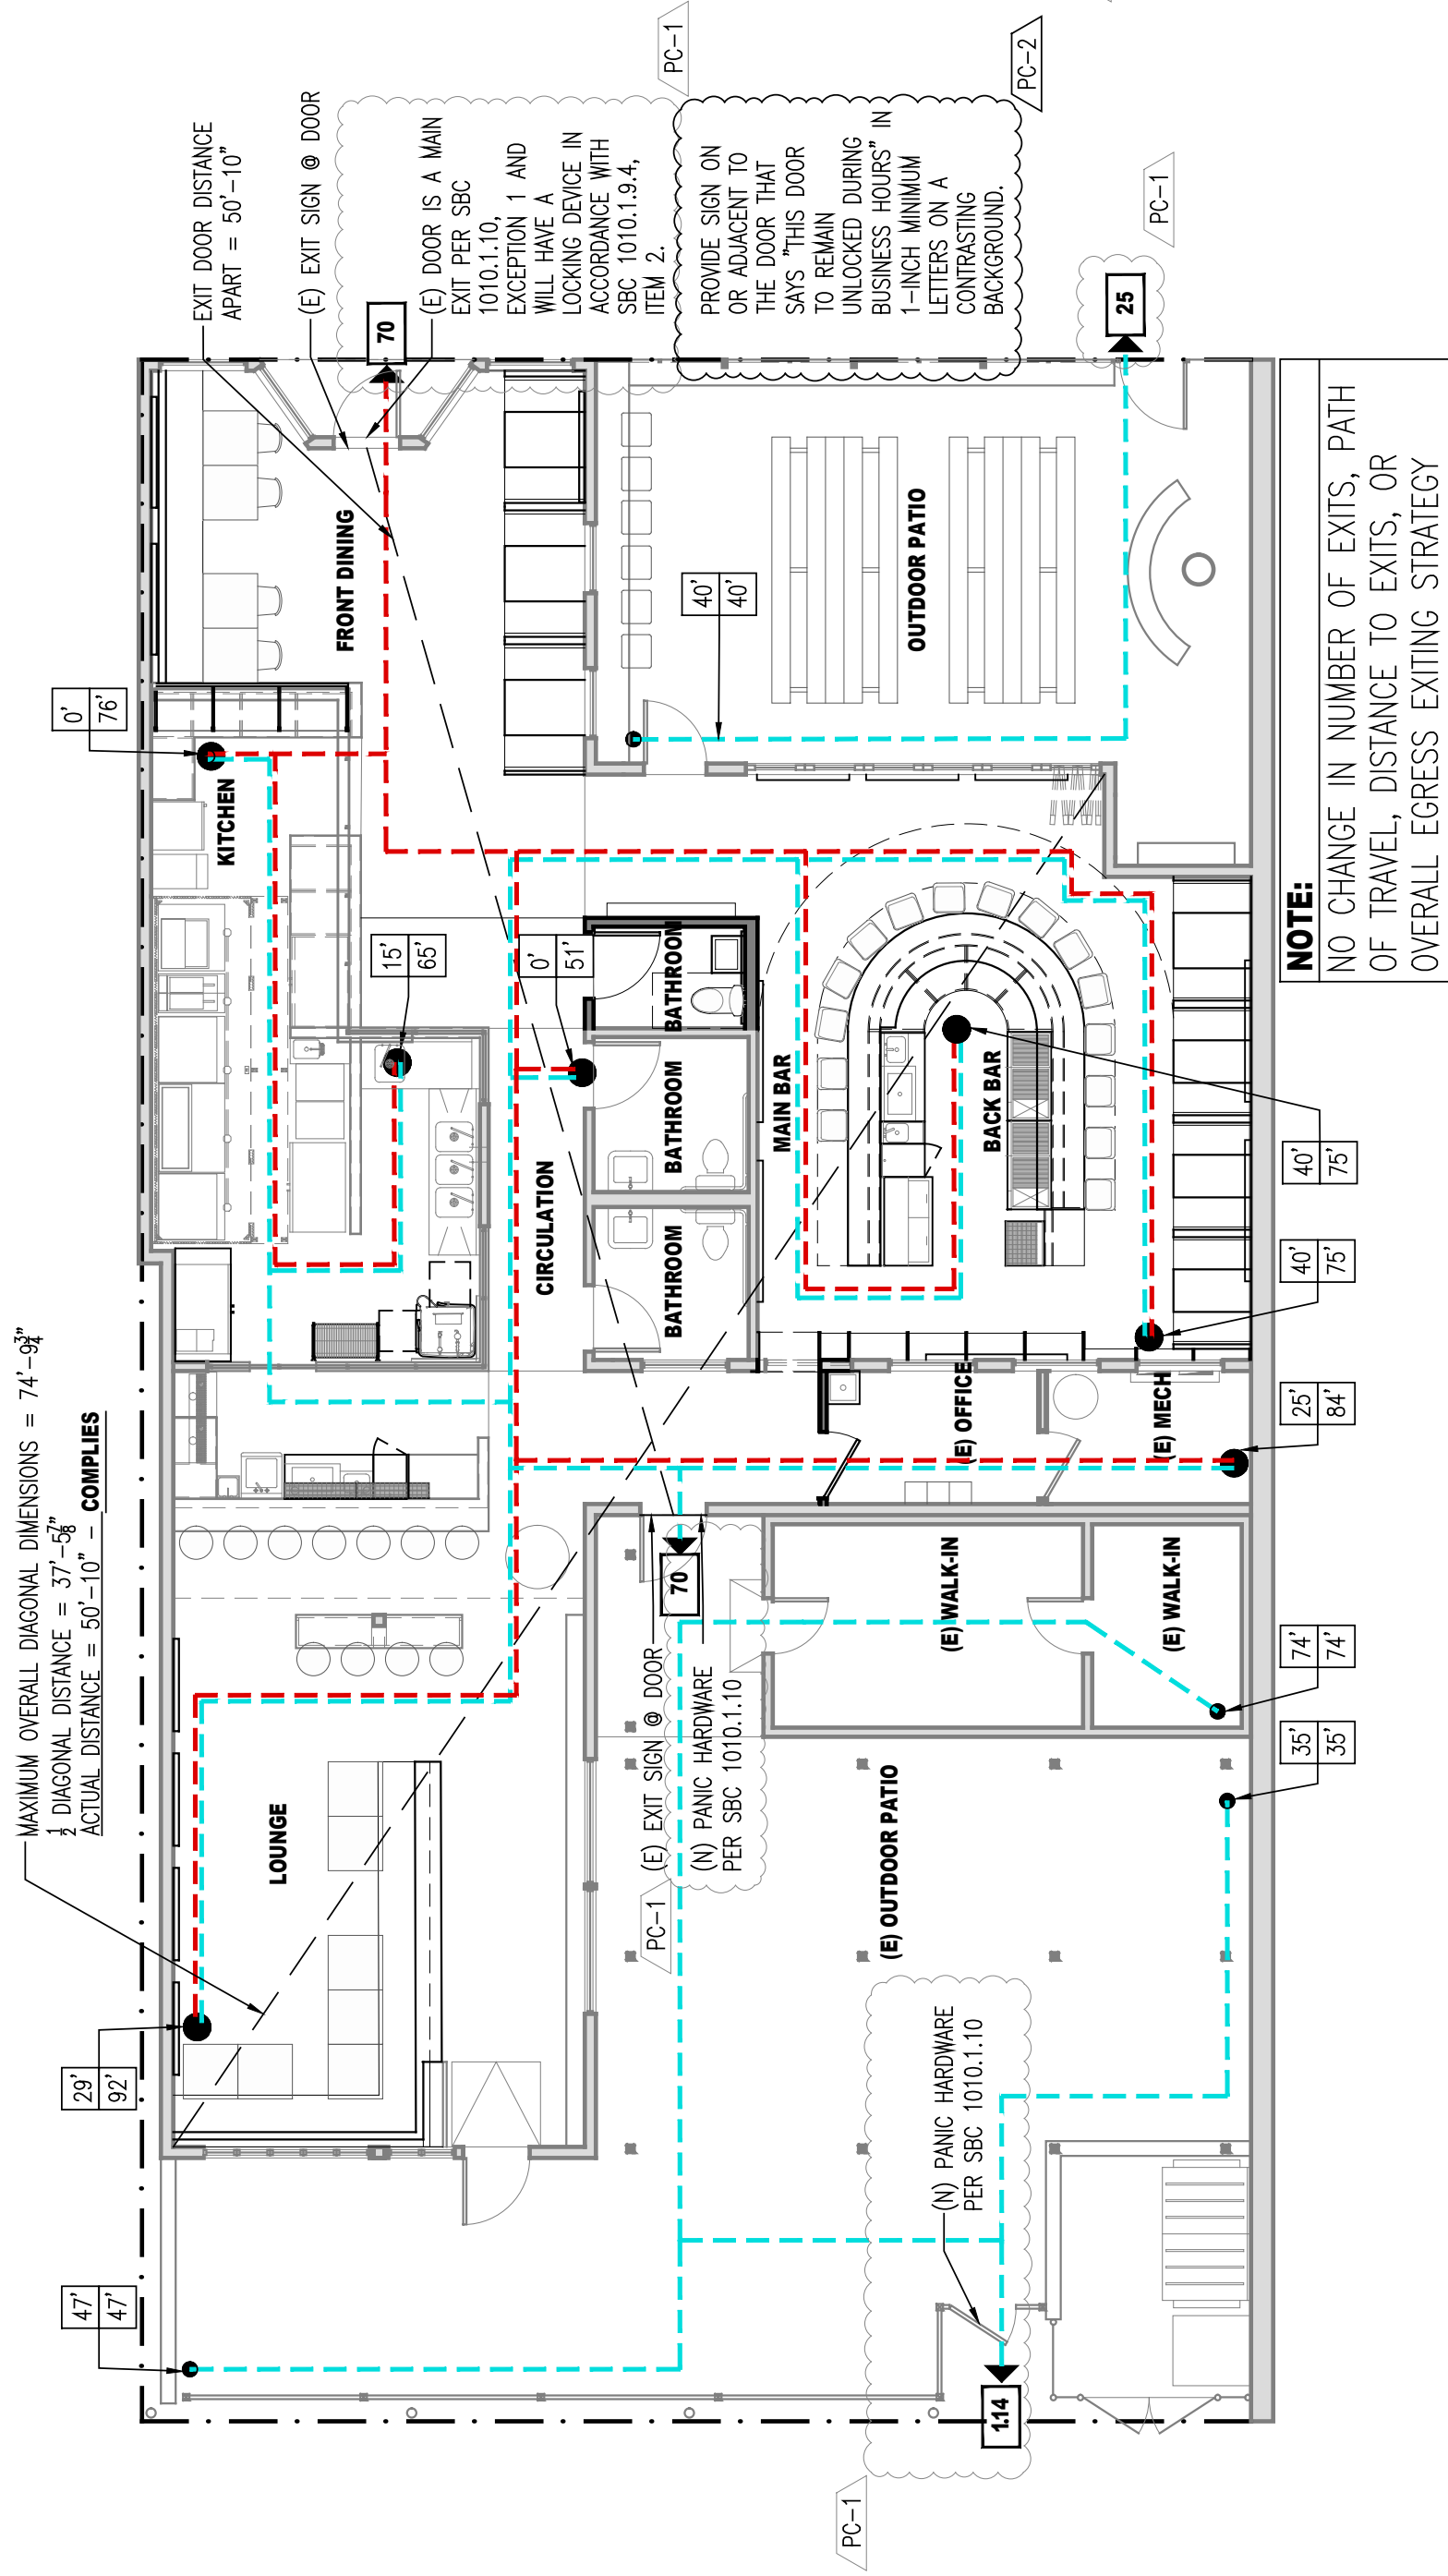 MAXIMUM OVERALL DIAGONAL DIMENSIONS = 74'-9 3/4"
1/2 DIAGONAL DISTANCE = 37'-5 7/8"
ACTUAL DISTANCE = 50'-10" - COMPLIES
47'
47'
29'
92'
0'
76'
EXIT DOOR DISTANCE
APART = 50'-10"
(E) EXIT SIGN @ DOOR
(E) DOOR IS A MAIN
EXIT PER SBC
1010.1.10,
EXCEPTION 1 AND
WILL HAVE A
LOCKING DEVICE IN
ACCORDANCE WITH
SBC 1010.1.9.4,
ITEM 2.
PC-1
PROVIDE SIGN ON
OR ADJACENT TO
THE DOOR THAT
SAYS "THIS DOOR
TO REMAIN
UNLOCKED DURING
BUSINESS HOURS" IN
1-INCH MINIMUM
LETTERS ON A
CONTRASTING
BACKGROUND.
PC-2
70
25
PC-1
KITCHEN
FRONT DINING
LOUNGE
15'
65'
0'
51'
CIRCULATION
BATHROOM
BATHROOM
BATHROOM
40'
40'
OUTDOOR PATIO
MAIN BAR
BACK BAR
(E) EXIT SIGN @ DOOR
70
(N) PANIC HARDWARE
PER SBC 1010.1.10
PC-1
(E) OUTDOOR PATIO
(E) WALK-IN
(E) WALK-IN
(E) OFFICE
(E) MECH
(N) PANIC HARDWARE
PER SBC 1010.1.10
1.14
PC-1
35'
35'
74'
74'
25'
84'
40'
75'
40'
75'
NOTE:
NO CHANGE IN NUMBER OF EXITS, PATH
OF TRAVEL, DISTANCE TO EXITS, OR
OVERALL EGRESS EXITING STRATEGY